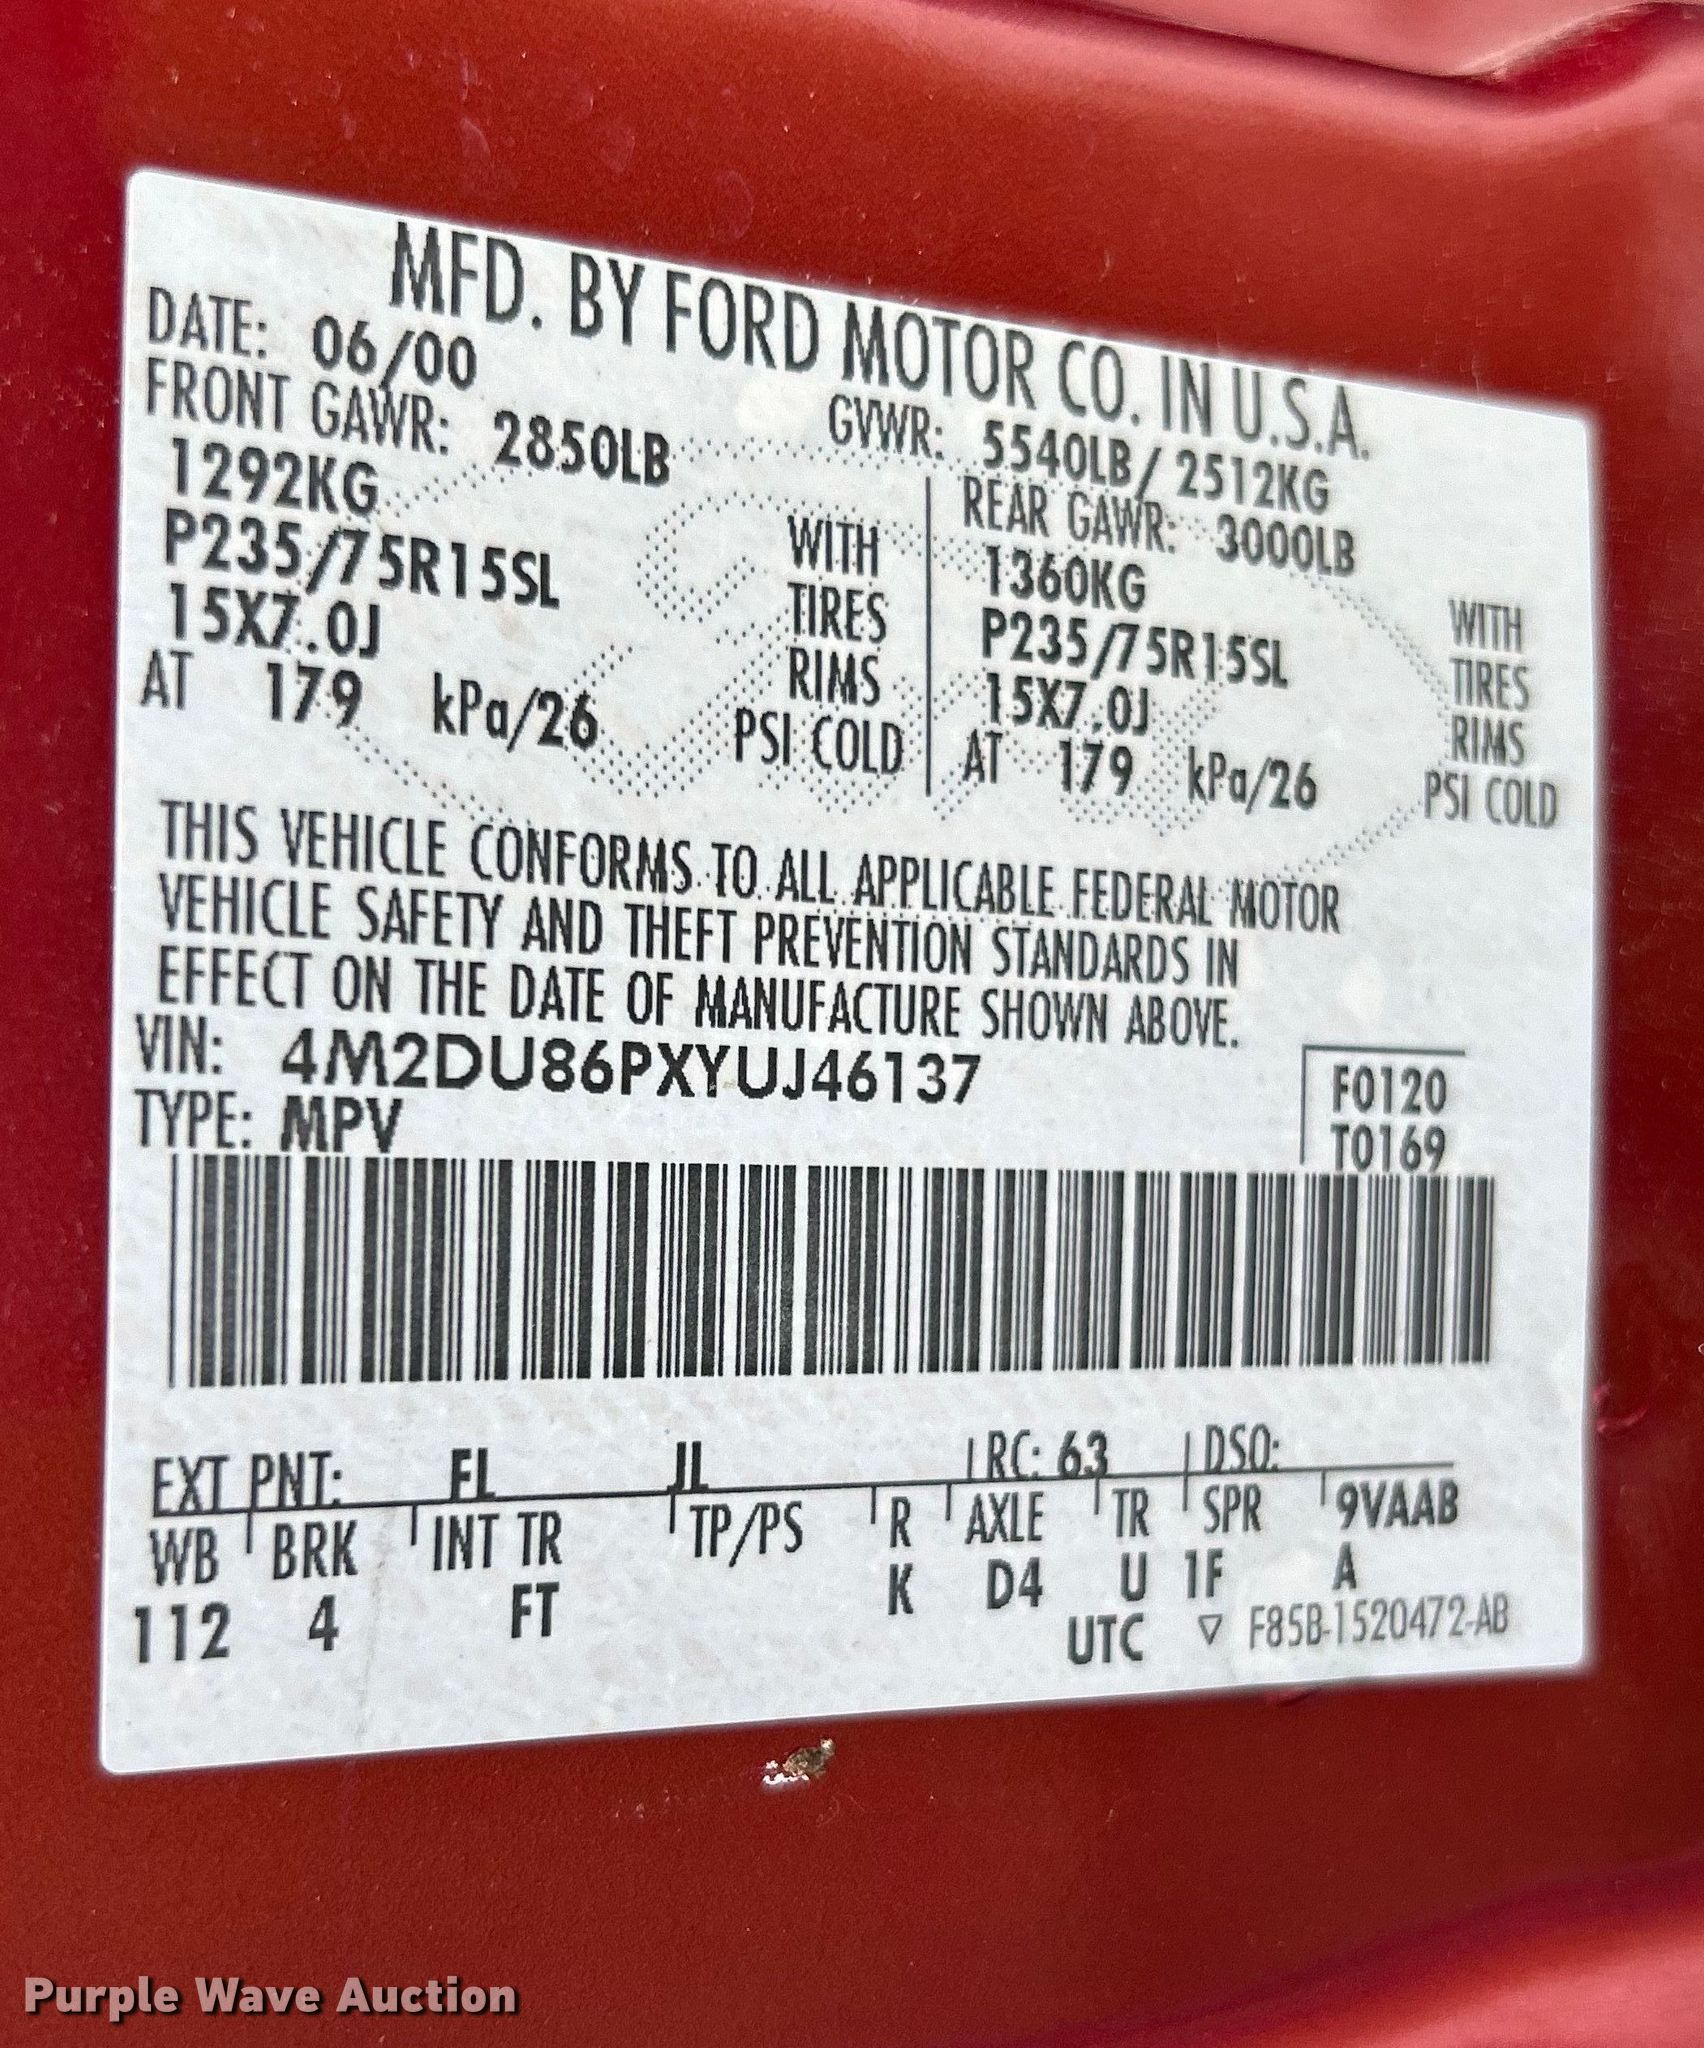 MFD. BY FORD MOTOR CO. IN U.S.A.
DATE: 06/00 GVWR: 5540LB/ 2512KG
FRONT GAWR: 2850LB REAR GAWR: 3000LB
1292KG WITH 1360KG WITH
P235/75R15SL TIRES P235/75R15SL TIRES
15X7.0J RIMS 15X7.0J RIMS
AT 179 kPa/26 PSI COLD AT 179 kPa/26 PSI COLD
THIS VEHICLE CONFORMS TO ALL APPLICABLE FEDERAL MOTOR
VEHICLE SAFETY AND THEFT PREVENTION STANDARDS IN
EFFECT ON THE DATE OF MANUFACTURE SHOWN ABOVE.
VIN: 4M2DU86PXYUJ46137 F0120
TYPE: MPV T0169
EXT PNT: FL JL RC: 63 DSO:
WB BRK INT TR TP/PS R AXLE TR SPR 9VAAB
112 4 FT K D4 U 1F A
UTC ▽ F85B-1520472-AB
Purple Wave Auction